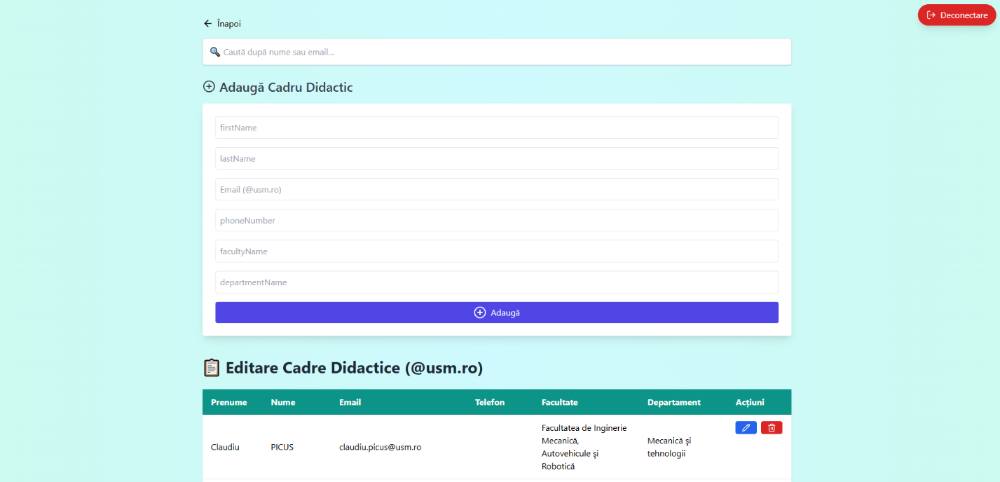 Înapoi
Deconectare
Caută după nume sau email...
Adaugă Cadru Didactic
firstName
lastName
Email (@usm.ro)
phoneNumber
facultyName
departmentName
Adaugă
Editare Cadre Didactice (@usm.ro)
Prenume Nume Email Telefon Facultate Departament Acțiuni
Claudiu PICUS claudiu.picus@usm.ro
Facultatea de Inginerie
Mecanică,
Autovehicule şi
Robotică
Mecanică şi
tehnologii